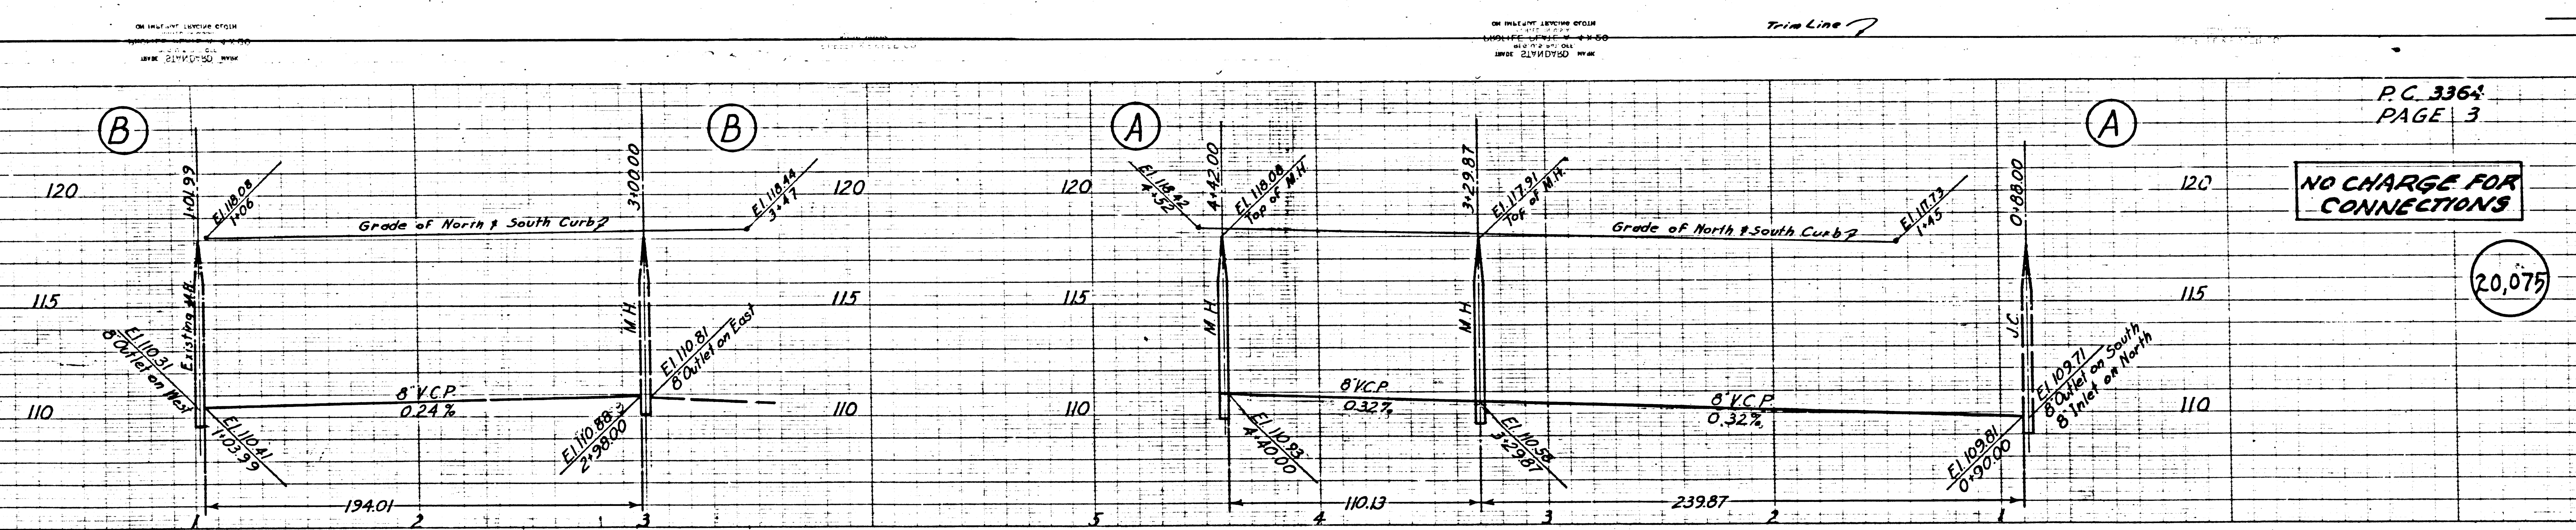 Trim Line
P.C. 3364
PAGE 3
NO CHARGE FOR
CONNECTIONS
20,075
B
B
A
A
120
120
120
120
115
115
115
115
110
110
110
110
1+01.99
El. 118.08
1+06
Grade of North & South Curb
3+00.00
El. 118.44
3+47
Existing M.H.
El. 110.31
8" Outlet on West
El. 110.41
1+03.99
8" V.C.P.
0.24%
El. 110.88
2+98.00
M.H.
El. 110.81
8" Outlet on East
194.01
1
2
3
El. 118.42
4+52
4+42.00
El. 118.08
Top of M.H.
3+29.87
El. 117.91
Top of M.H.
Grade of North & South Curb
El. 117.73
1+45
0+88.00
M.H.
M.H.
J.C.
8" V.C.P.
0.32%
El. 110.93
4+40.00
El. 110.58
3+29.87
8" V.C.P.
0.32%
El. 109.81
0+90.00
El. 109.71
8" Outlet on South
8" Inlet on North
110.13
239.87
5
4
3
2
1